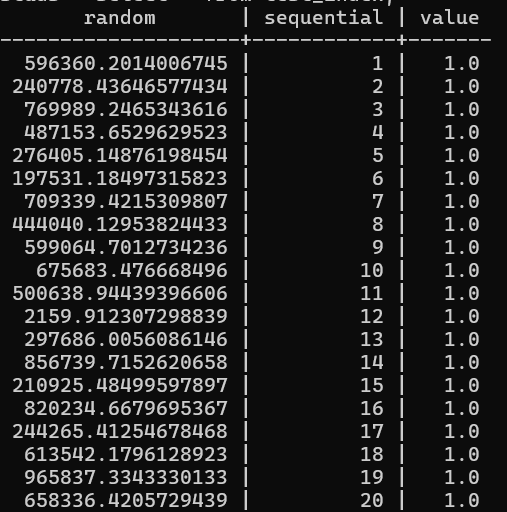 random | sequential | value
-------------------+------------+-------
596360.2014006745 | 1 | 1.0
240778.43646577434 | 2 | 1.0
769989.2465343616 | 3 | 1.0
487153.6529629523 | 4 | 1.0
276405.14876198454 | 5 | 1.0
197531.18497315823 | 6 | 1.0
709339.4215309807 | 7 | 1.0
444040.12953824433 | 8 | 1.0
599064.7012734236 | 9 | 1.0
675683.476668496 | 10 | 1.0
500638.94439396606 | 11 | 1.0
2159.912307298839 | 12 | 1.0
297686.0056086146 | 13 | 1.0
856739.7152620658 | 14 | 1.0
210925.48499597897 | 15 | 1.0
820234.6679695367 | 16 | 1.0
244265.41254678468 | 17 | 1.0
613542.1796128923 | 18 | 1.0
965837.3343330133 | 19 | 1.0
658336.4205729439 | 20 | 1.0